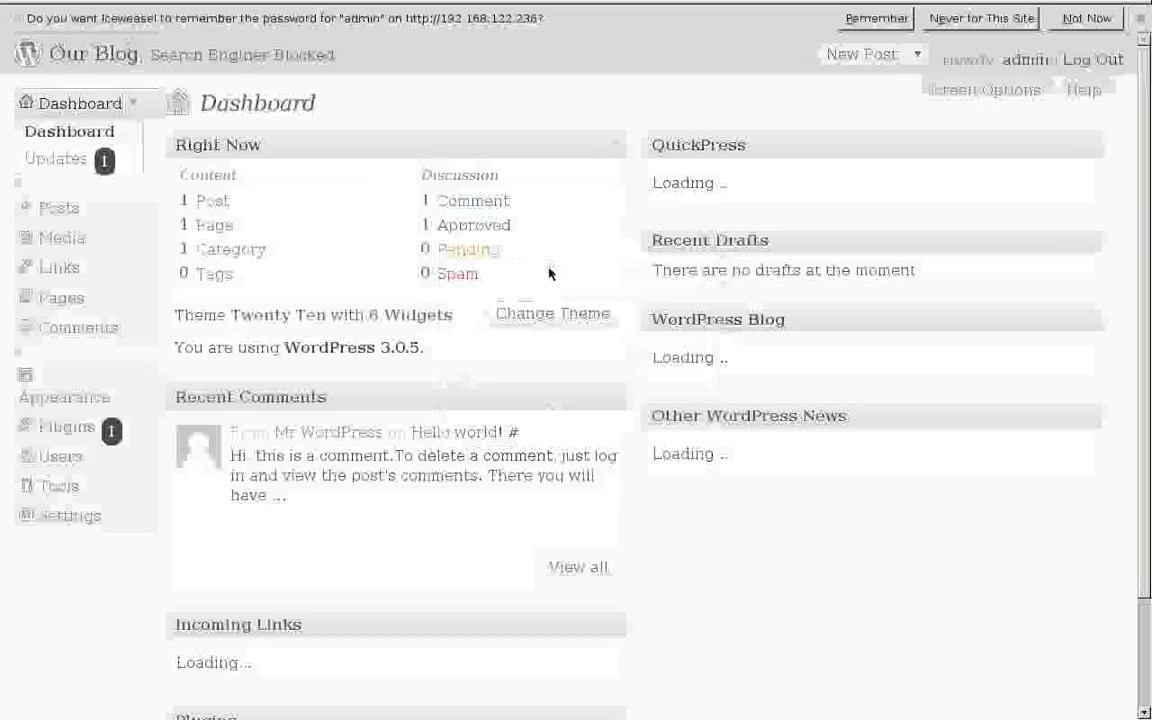 Do you want Iceweasel to remember the password for "admin" on http://192.168.122.236?
Remember
Never for This Site
Not Now
Our Blog,
Search Engines Blocked
New Post
admin
Log Out
Screen Options
Help
Dashboard
Dashboard
Updates 1
Posts
Media
Links
Pages
Comments
Appearance
Plugins 1
Users
Tools
Settings
Dashboard
Right Now
Content
Discussion
1 Post
1 Comment
1 Page
1 Approved
1 Category
0 Pending
0 Tags
0 Spam
Theme Twenty Ten with 6 Widgets
Change Theme
You are using WordPress 3.0.5.
Recent Comments
From Mr WordPress on Hello world! #
Hi, this is a comment.To delete a comment, just log
in and view the post's comments. There you will
have ...
View all
Incoming Links
Loading...
QuickPress
Loading...
Recent Drafts
There are no drafts at the moment
WordPress Blog
Loading...
Other WordPress News
Loading...
Plugins